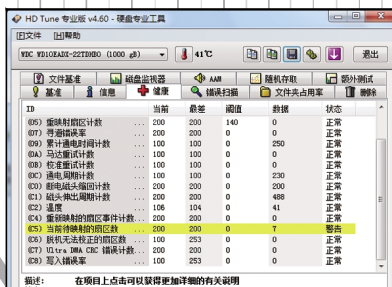 HD Tune 专业版 v4.60 - 硬盘专业工具
文件 帮助
WDC WD10EADX-22TDHB0 (1000 gB) 41℃ 退出
文件基准 磁盘监视器 AAM 随机存取 额外测试
基准 信息 健康 错误扫描 文件夹占用率 删除
ID 当前 最差 阈值 数据 状态
(05) 重映射扇区计数 200 200 140 0 正常
(07) 寻道错误率 200 200 0 0 正常
(09) 累计通电时间计数... 100 100 0 250 正常
(0A) 马达重试计数 100 100 0 0 正常
(0B) 校准重试计数 100 100 0 0 正常
(0C) 通电周期计数 100 100 0 230 正常
(C0) 断电磁头缩回计数 200 200 0 200 正常
(C1) 磁头伸出周期计数 200 200 0 488 正常
(C2) 温度 106 104 0 41 正常
(C4) 重新映射的扇区事件计数... 200 200 0 0 正常
(C5) 当前待映射的扇区数 200 200 0 7 警告
(C6) 脱机无法校正的扇区数 100 253 0 0 正常
(C7) Ultra DMA CRC 错误计数... 200 200 0 0 正常
(C8) 写入错误率 100 253 0 0 正常
描述: 在项目上点击可以获得更加详细的有关说明